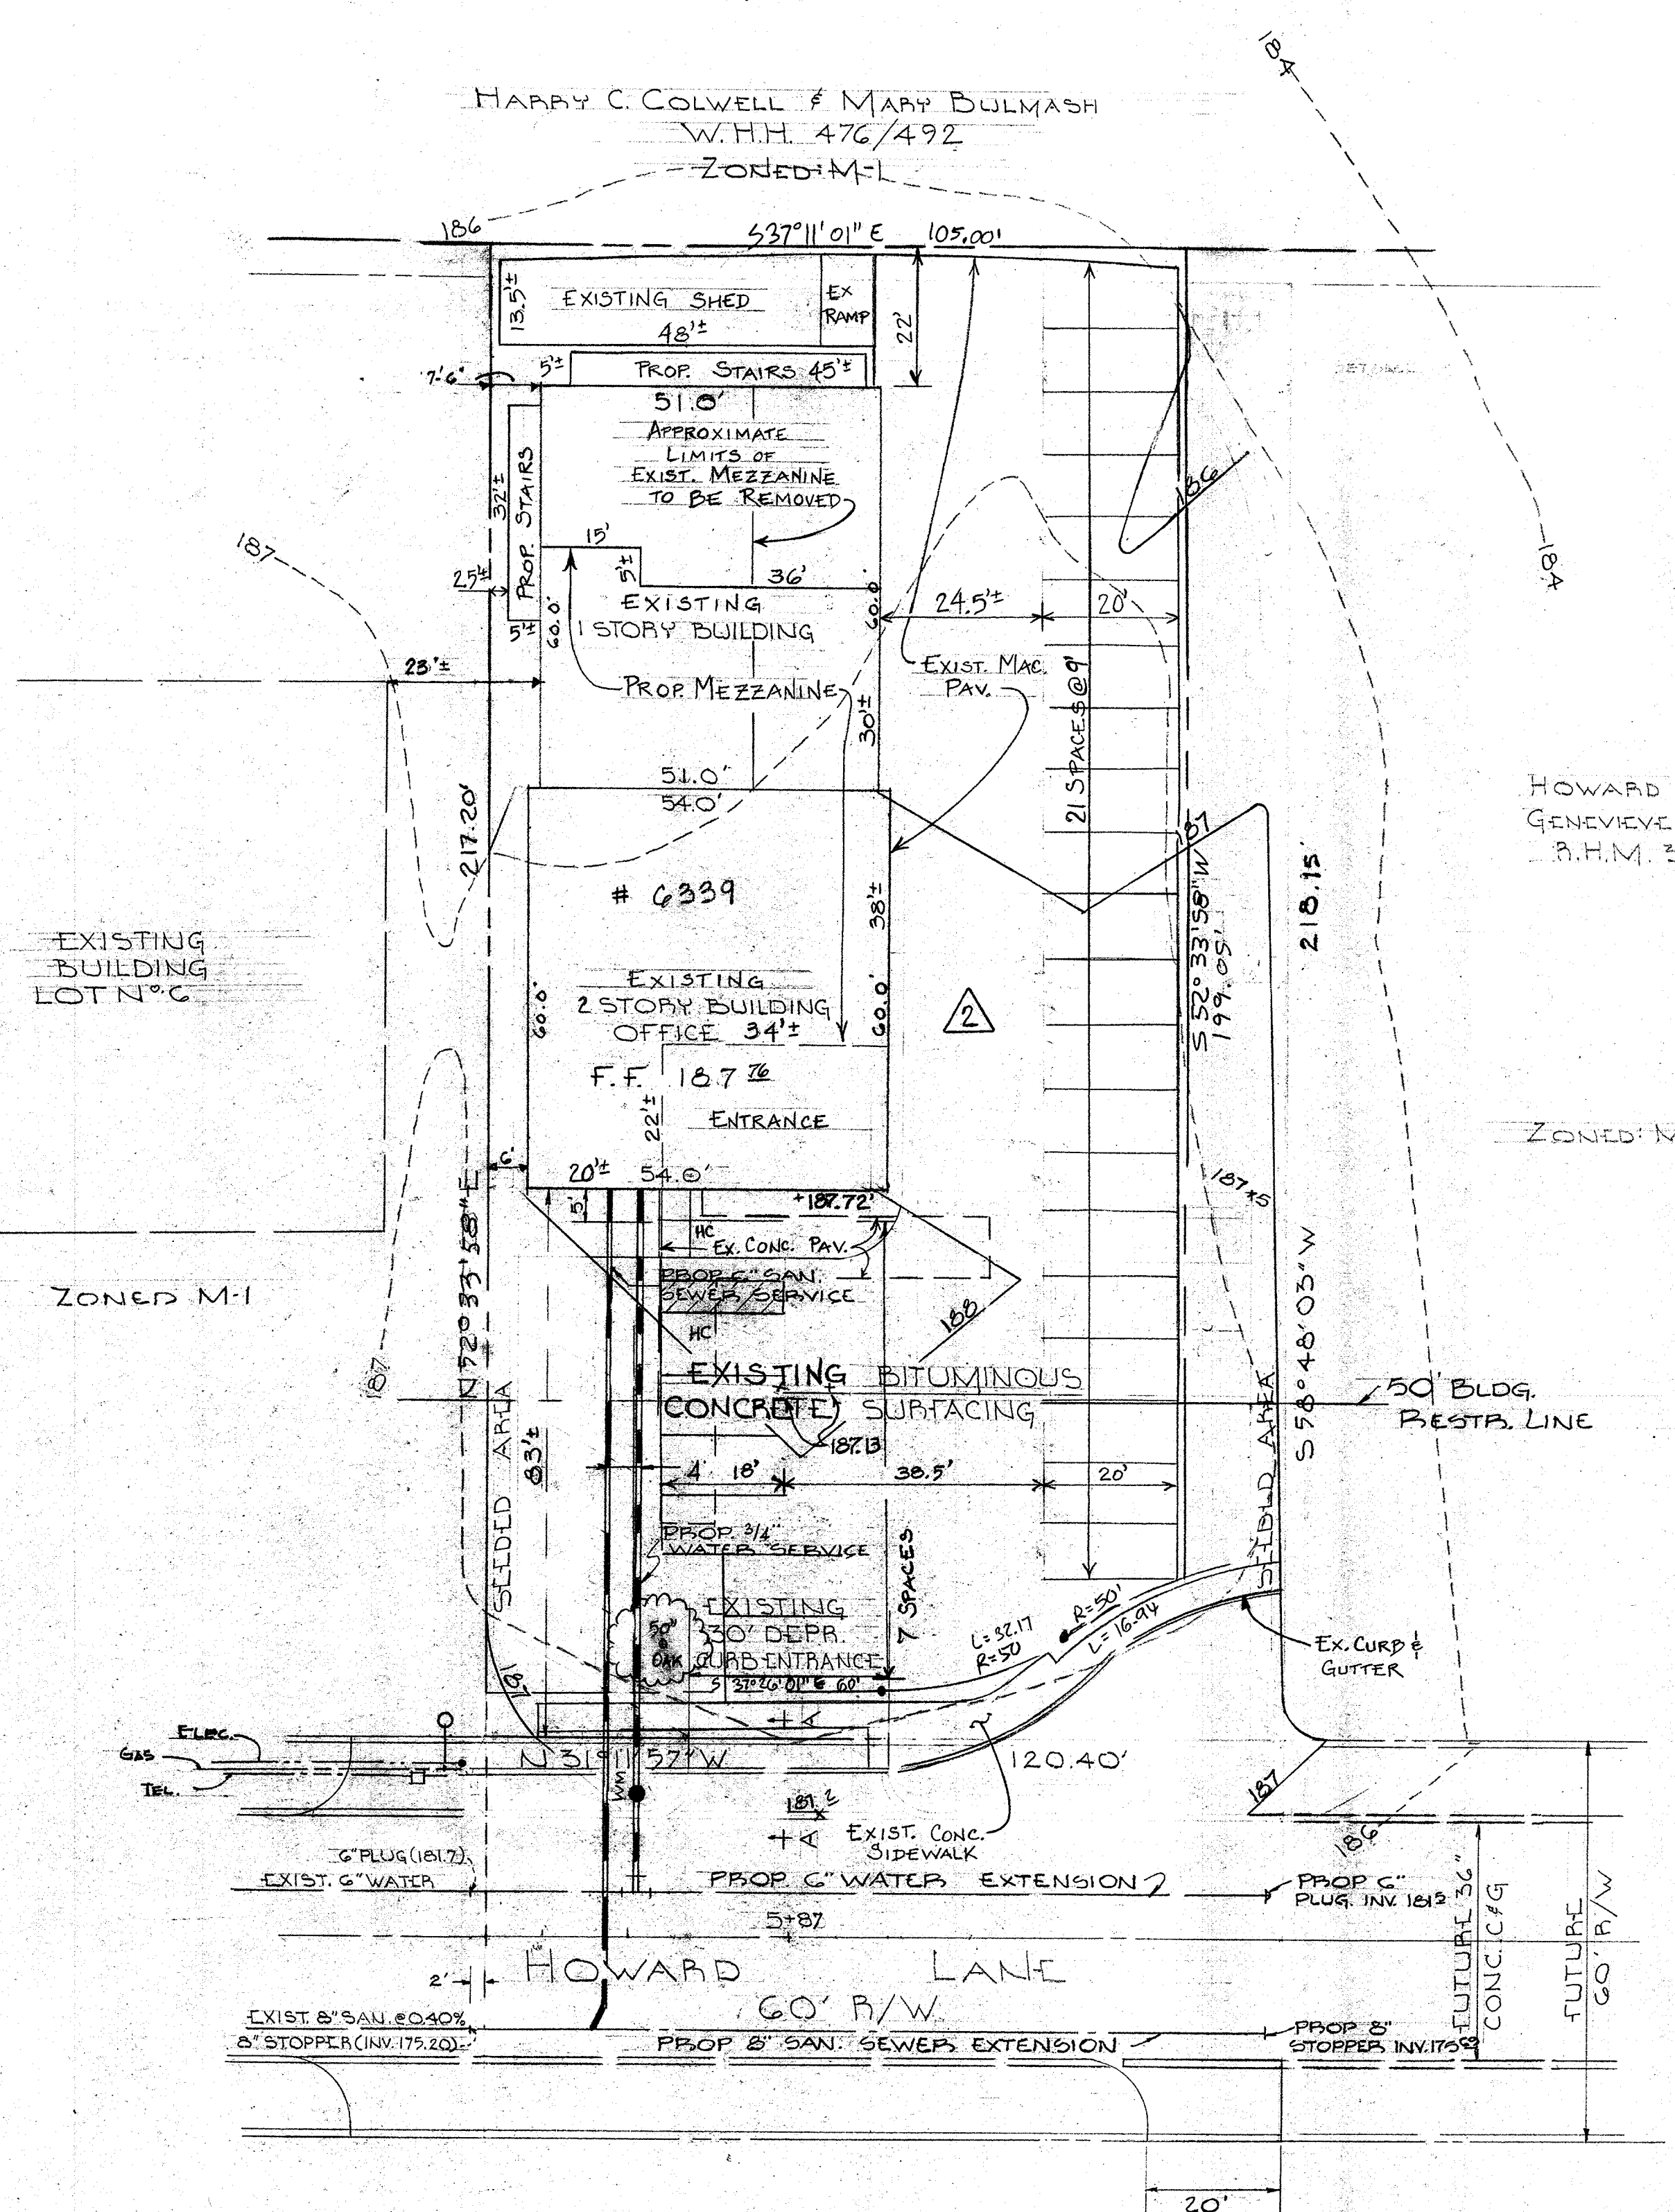 184
HARRY C. COLWELL & MARY BULMASH
W.H.H. 476/492
ZONED: M-1
186
S37°11'01" E 105.00'
13.5'±
EXISTING SHED
48'±
EX
RAMP
22'
7'-6"
5'±
PROP. STAIRS 45'±
51.0'
APPROXIMATE
LIMITS OF
EXIST. MEZZANINE
TO BE REMOVED
32'±
PROP. STAIRS
186
187
184
15'
5'±
36'
25'±
5'±
60.0'
EXISTING
1 STORY BUILDING
60.0'
24.5'±
20'
23'±
PROP. MEZZANINE
EXIST. MAC.
PAV.
30'±
21 SPACES @ 9'
51.0'
54.0'
217.20'
187
HOWARD
GENEVIEVE
R.H.M.
# 6339
38'±
S 52° 33' 58" W
199.05'
218.15'
EXISTING
BUILDING
LOT No. 6
EXISTING
2 STORY BUILDING
OFFICE 34'±
60.0'
60.0'
2
F.F. 187 76
22'±
ENTRANCE
ZONED:
6'
20'± 54.0'
187×5
5'
+187.72'
HC
EX. CONC. PAV.
PROP 6" SAN.
SEWER SERVICE
N 52° 33' 58" E
ZONED M-1
188
HC
S 58° 48' 03" W
187
EXISTING BITUMINOUS
CONCRETE SURFACING
50' BLDG.
RESTR. LINE
SEEDED AREA
83'±
187.13
4' 18'
38.5'
20'
SEEDED AREA
PROP. 3/4"
WATER SERVICE
7 SPACES
50"
OAK
EXISTING
30' DEPR.
CURB ENTRANCE
S 37°26'01" E 60'
L=32.17
R=50
R=50'
L=16.94
EX. CURB &
GUTTER
187
ELEC.
GAS
TEL.
N 31°11'57" W
120.40'
WM
187.2
EXIST. CONC.
SIDEWALK
187
186
6" PLUG (181.7)
EXIST. 6" WATER
PROP. 6" WATER EXTENSION
PROP 6"
PLUG. INV. 181.5
5+87
HOWARD LANE
60' R/W
2'
FUTURE 36"
CONC. C&G
FUTURE
60' R/W
EXIST. 8" SAN. @ 0.40%
8" STOPPER (INV. 175.20)
PROP 8" SAN. SEWER EXTENSION
PROP 8"
STOPPER INV. 175.69
20'